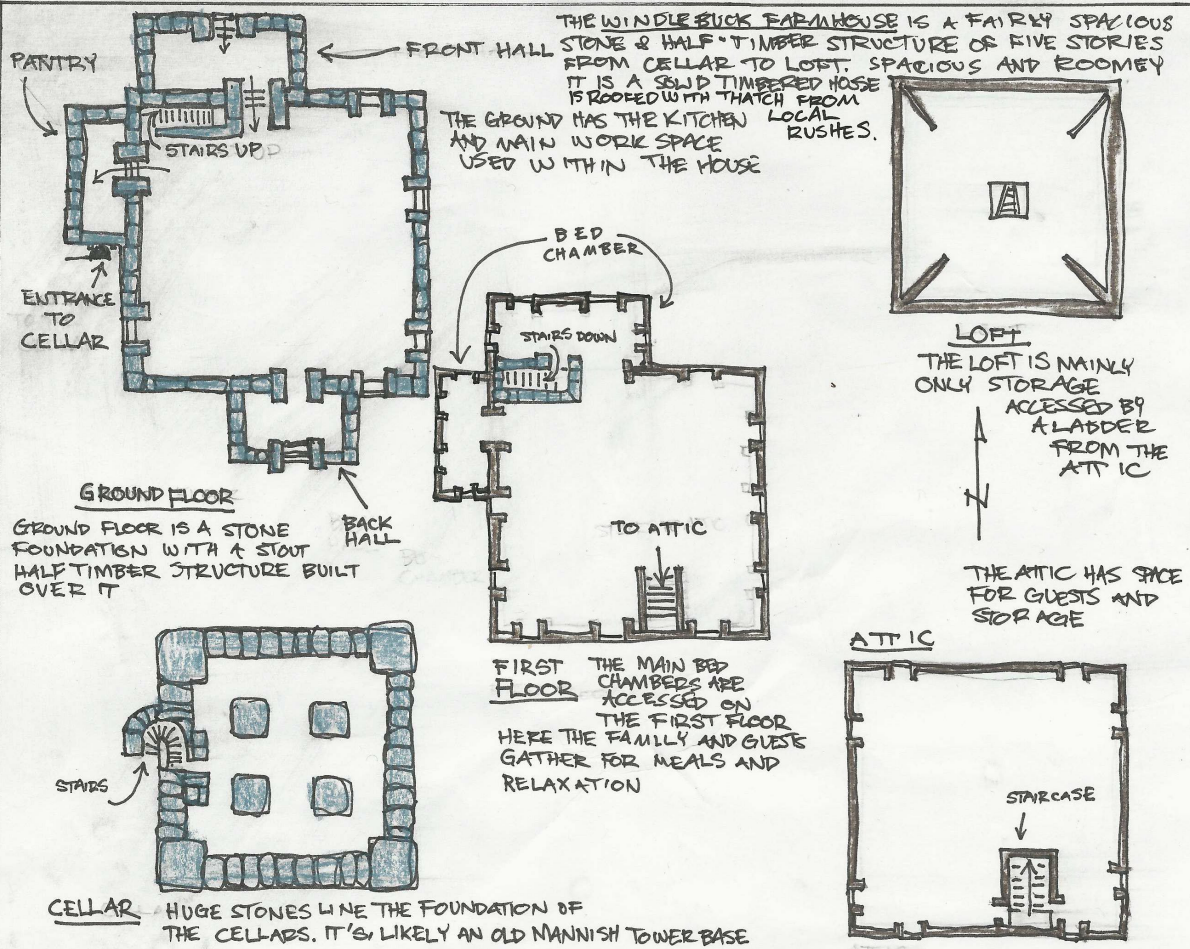 THE WINDLEBUCK FARMHOUSE IS A FAIRLY SPACIOUS
STONE & HALF-TIMBER STRUCTURE OF FIVE STORIES
FROM CELLAR TO LOFT. SPACIOUS AND ROOMEY
IT IS A SOLID TIMBERED HOSE
IS ROOFED WITH THATCH FROM
LOCAL
RUSHES.
FRONT HALL
PANTRY
THE GROUND HAS THE KITCHEN
AND MAIN WORK SPACE
USED WITHIN THE HOUSE
STAIRS UP
ENTRANCE
TO
CELLAR
BACK
HALL
GROUND FLOOR
GROUND FLOOR IS A STONE
FOUNDATION WITH A STOUT
HALF TIMBER STRUCTURE BUILT
OVER IT
BED
CHAMBER
STAIRS DOWN
TO ATTIC
FIRST
FLOOR
THE MAIN BED
CHAMBERS ARE
ACCESSED ON
THE FIRST FLOOR
HERE THE FAMILY AND GUESTS
GATHER FOR MEALS AND
RELAXATION
LOFT
THE LOFT IS MAINLY
ONLY STORAGE
ACCESSED BY
A LADDER
FROM THE
ATTIC
N
THE ATTIC HAS SPACE
FOR GUESTS AND
STORAGE
ATTIC
STAIRCASE
STAIRS
CELLAR
HUGE STONES LINE THE FOUNDATION OF
THE CELLARS. IT'S, LIKELY AN OLD MANNISH TOWER BASE